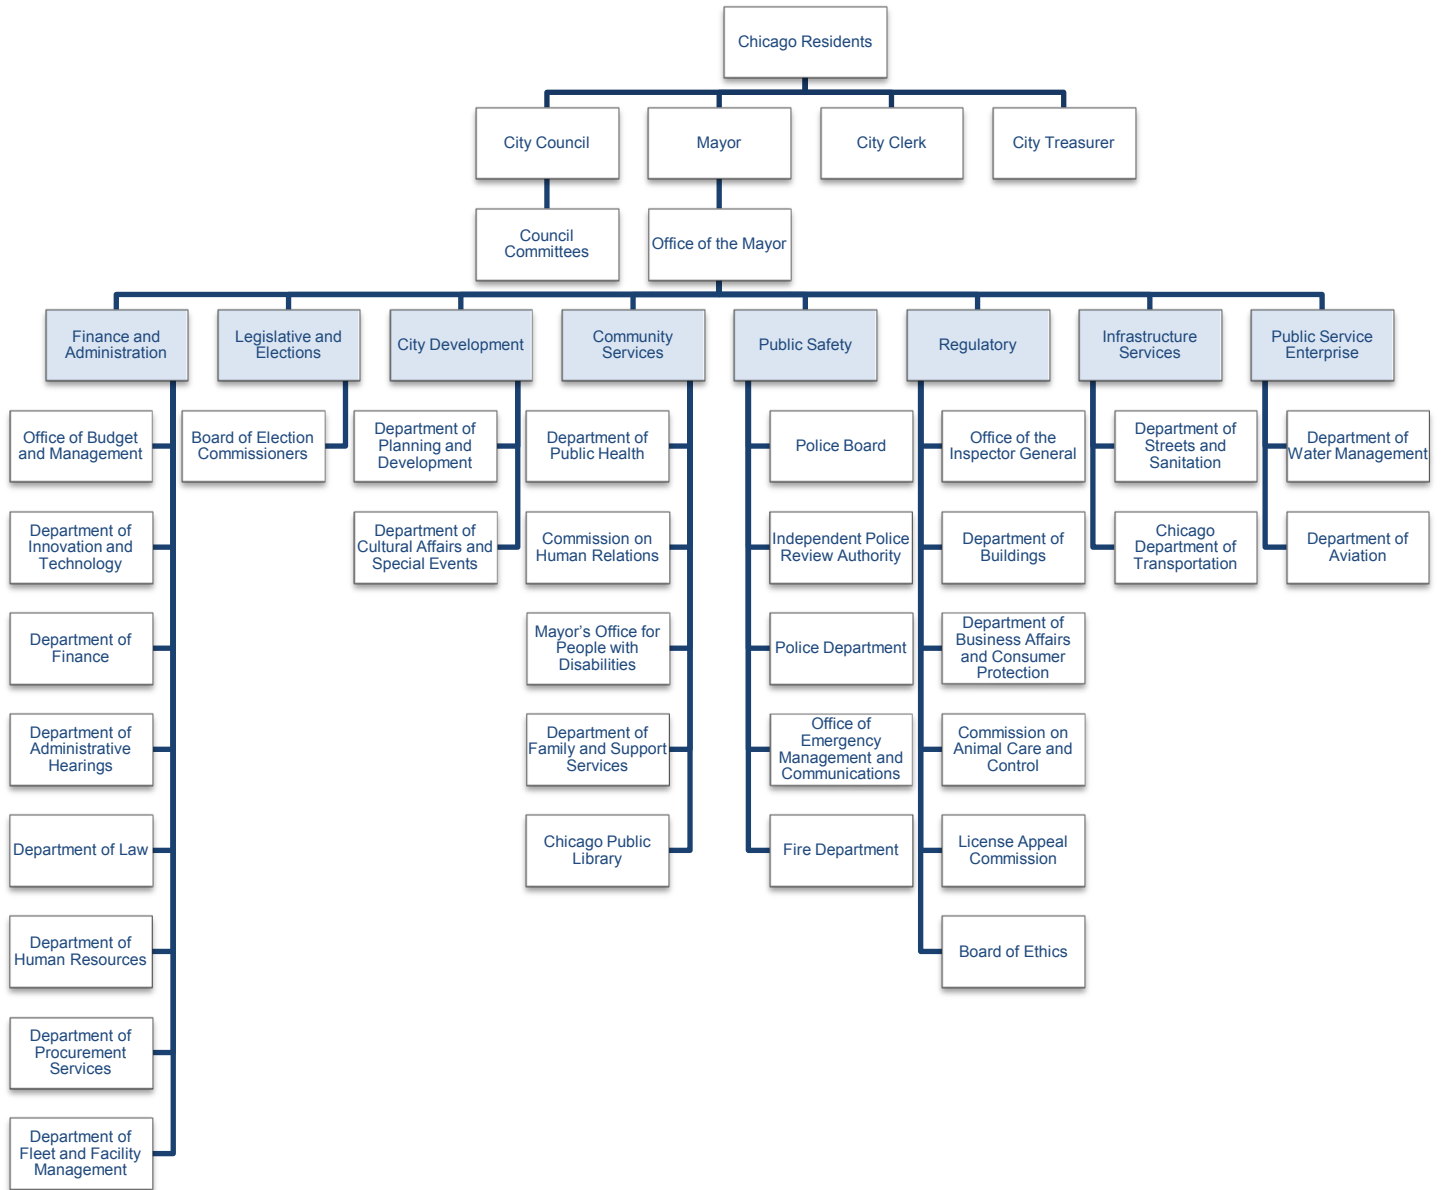 Chicago Residents
City Council
Mayor
City Clerk
City Treasurer
Council
Committees
Office of the Mayor
Finance and
Administration
Legislative and
Elections
City Development
Community
Services
Public Safety
Regulatory
Infrastructure
Services
Public Service
Enterprise
Office of Budget
and Management
Board of Election
Commissioners
Department of
Planning and
Development
Department of
Public Health
Police Board
Office of the
Inspector General
Department of
Streets and
Sanitation
Department of
Water Management
Department of
Innovation and
Technology
Department of
Cultural Affairs and
Special Events
Commission on
Human Relations
Independent Police
Review Authority
Department of
Buildings
Chicago
Department of
Transportation
Department of
Aviation
Department of
Finance
Mayor’s Office for
People with
Disabilities
Police Department
Department of
Business Affairs
and Consumer
Protection
Department of
Administrative
Hearings
Department of
Family and Support
Services
Office of
Emergency
Management and
Communications
Commission on
Animal Care and
Control
Department of Law
Chicago Public
Library
Fire Department
License Appeal
Commission
Department of
Human Resources
Board of Ethics
Department of
Procurement
Services
Department of
Fleet and Facility
Management